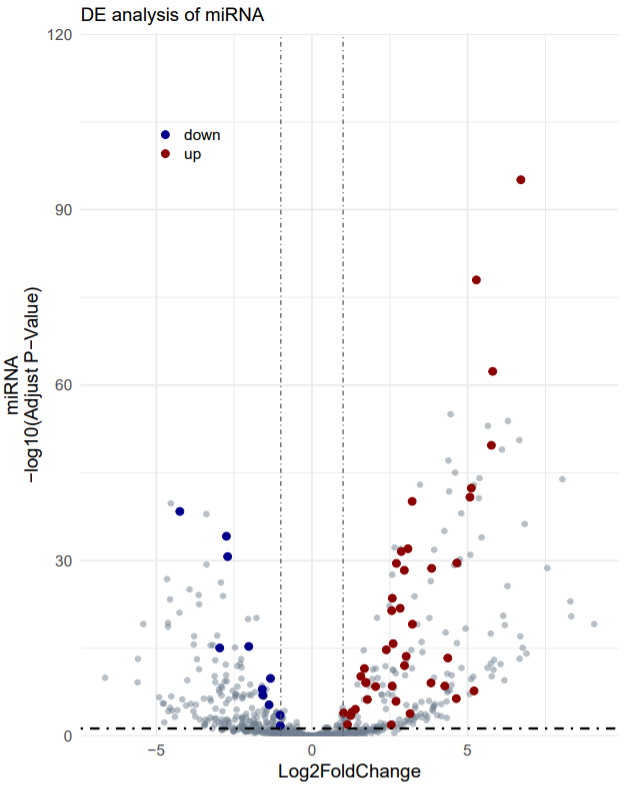 DE analysis of miRNA
120
90
60
30
0
down
up
miRNA
−log10(Adjust P−Value)
−5
0
5
Log2FoldChange